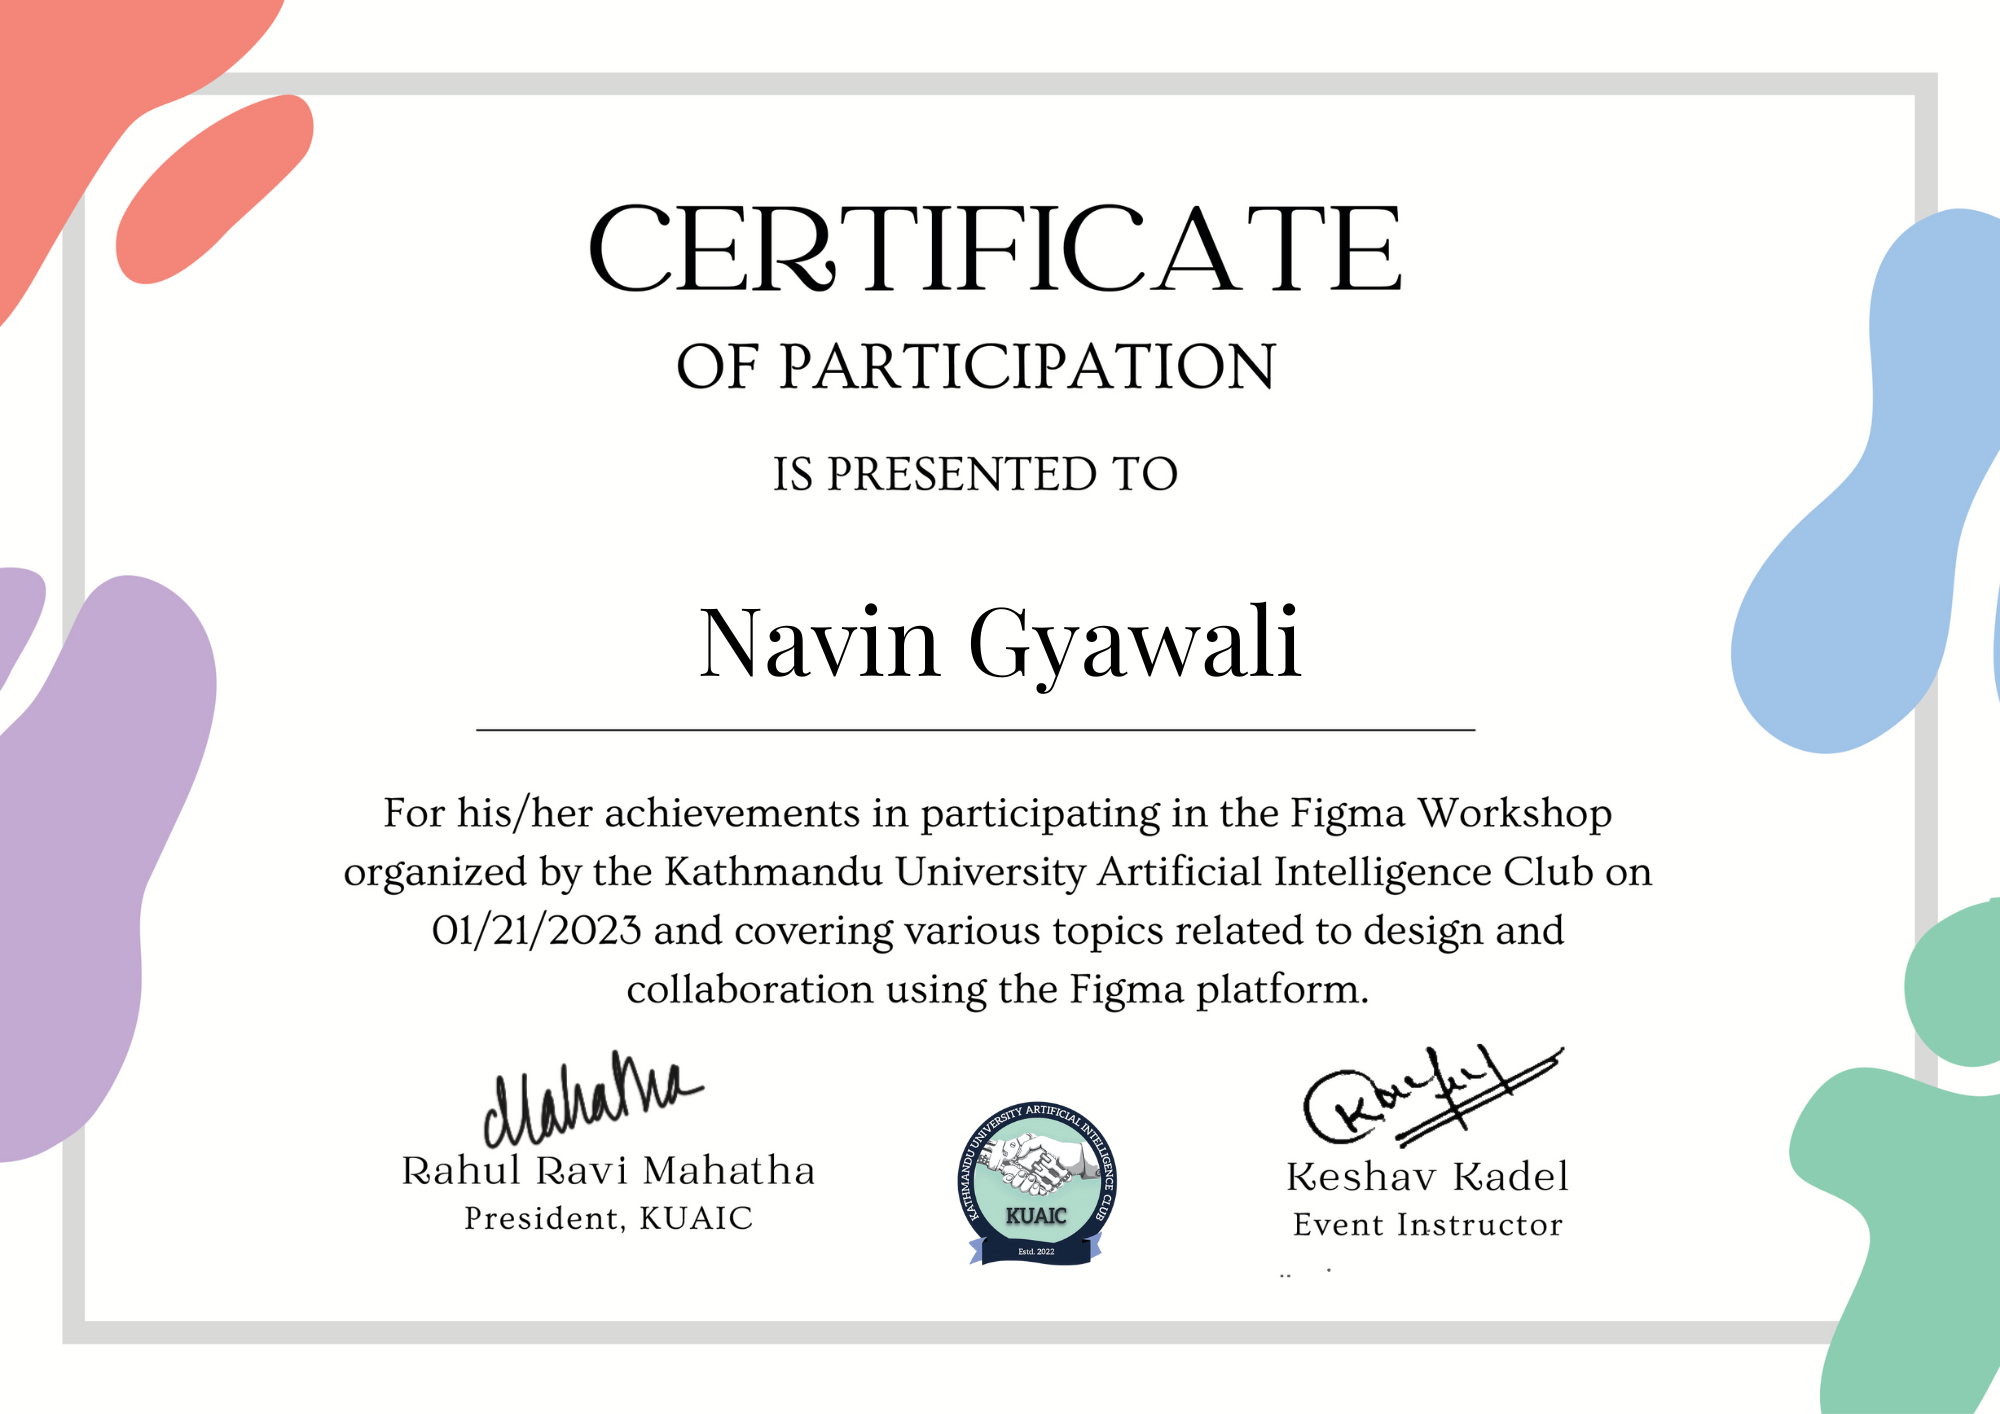 CERTIFICATE
OF PARTICIPATION
IS PRESENTED TO
Navin Gyawali
For his/her achievements in participating in the Figma Workshop
organized by the Kathmandu University Artificial Intelligence Club on
01/21/2023 and covering various topics related to design and
collaboration using the Figma platform.
Mahatha
Rahul Ravi Mahatha
President, KUAIC
KATHMANDU UNIVERSITY ARTIFICIAL INTELLIGENCE CLUB
KUAIC
Estd. 2022
Keshav Kadel
Event Instructor